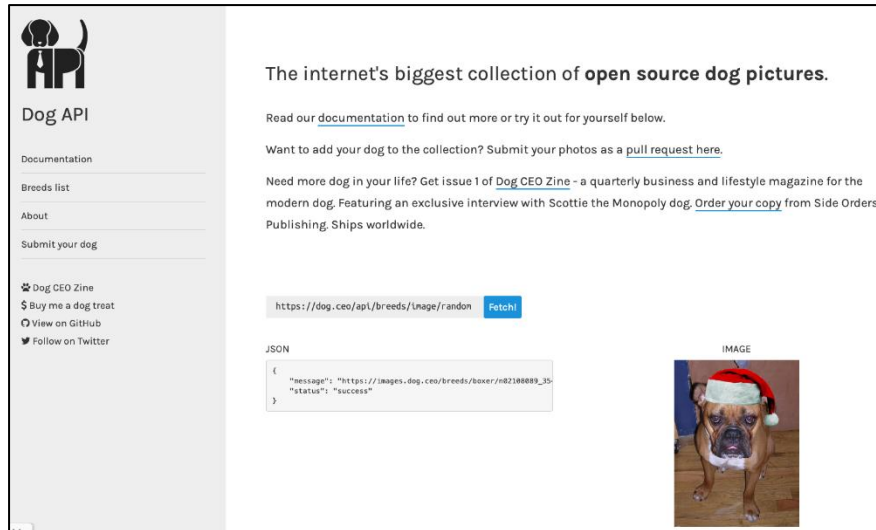 API
Dog API
Documentation
Breeds list
About
Submit your dog
Dog CEO Zine
$ Buy me a dog treat
View on GitHub
Follow on Twitter
The internet's biggest collection of open source dog pictures.
Read our documentation to find out more or try it out for yourself below.
Want to add your dog to the collection? Submit your photos as a pull request here.
Need more dog in your life? Get issue 1 of Dog CEO Zine - a quarterly business and lifestyle magazine for the
modern dog. Featuring an exclusive interview with Scottie the Monopoly dog. Order your copy from Side Orders
Publishing. Ships worldwide.
https://dog.ceo/api/breeds/image/random Fetch!
JSON
{
"message": "https://images.dog.ceo/breeds/boxer/n02108089_35
"status": "success"
}
IMAGE